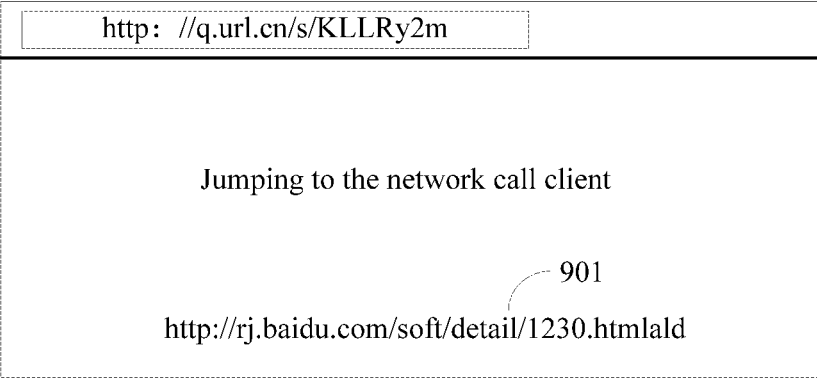 http： //q.url.cn/s/KLLRy2m
Jumping to the network call client
901
http://rj.baidu.com/soft/detail/1230.htmlald